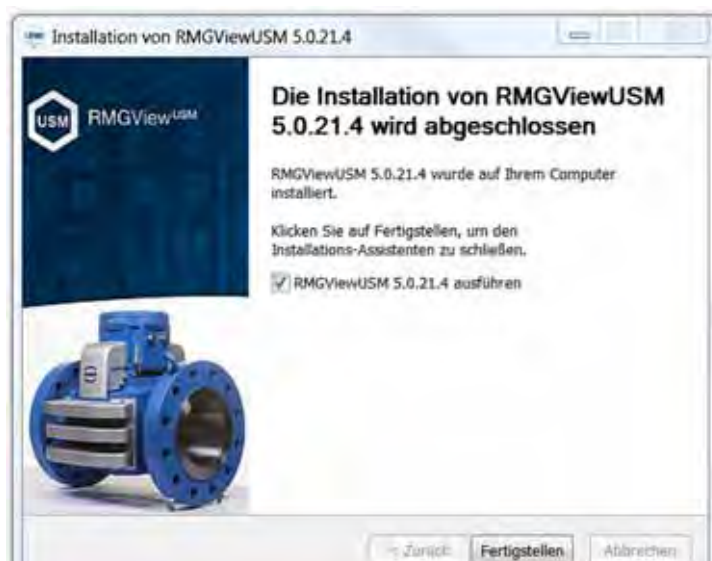 Installation von RMGViewUSM 5.0.21.4
USM RMGView USM
Die Installation von RMGViewUSM
5.0.21.4 wird abgeschlossen
RMGViewUSM 5.0.21.4 wurde auf Ihrem Computer
installiert.
Klicken Sie auf Fertigstellen, um den
Installations-Assistenten zu schließen.
RMGViewUSM 5.0.21.4 ausführen
< Zurück Fertigstellen Abbrechen